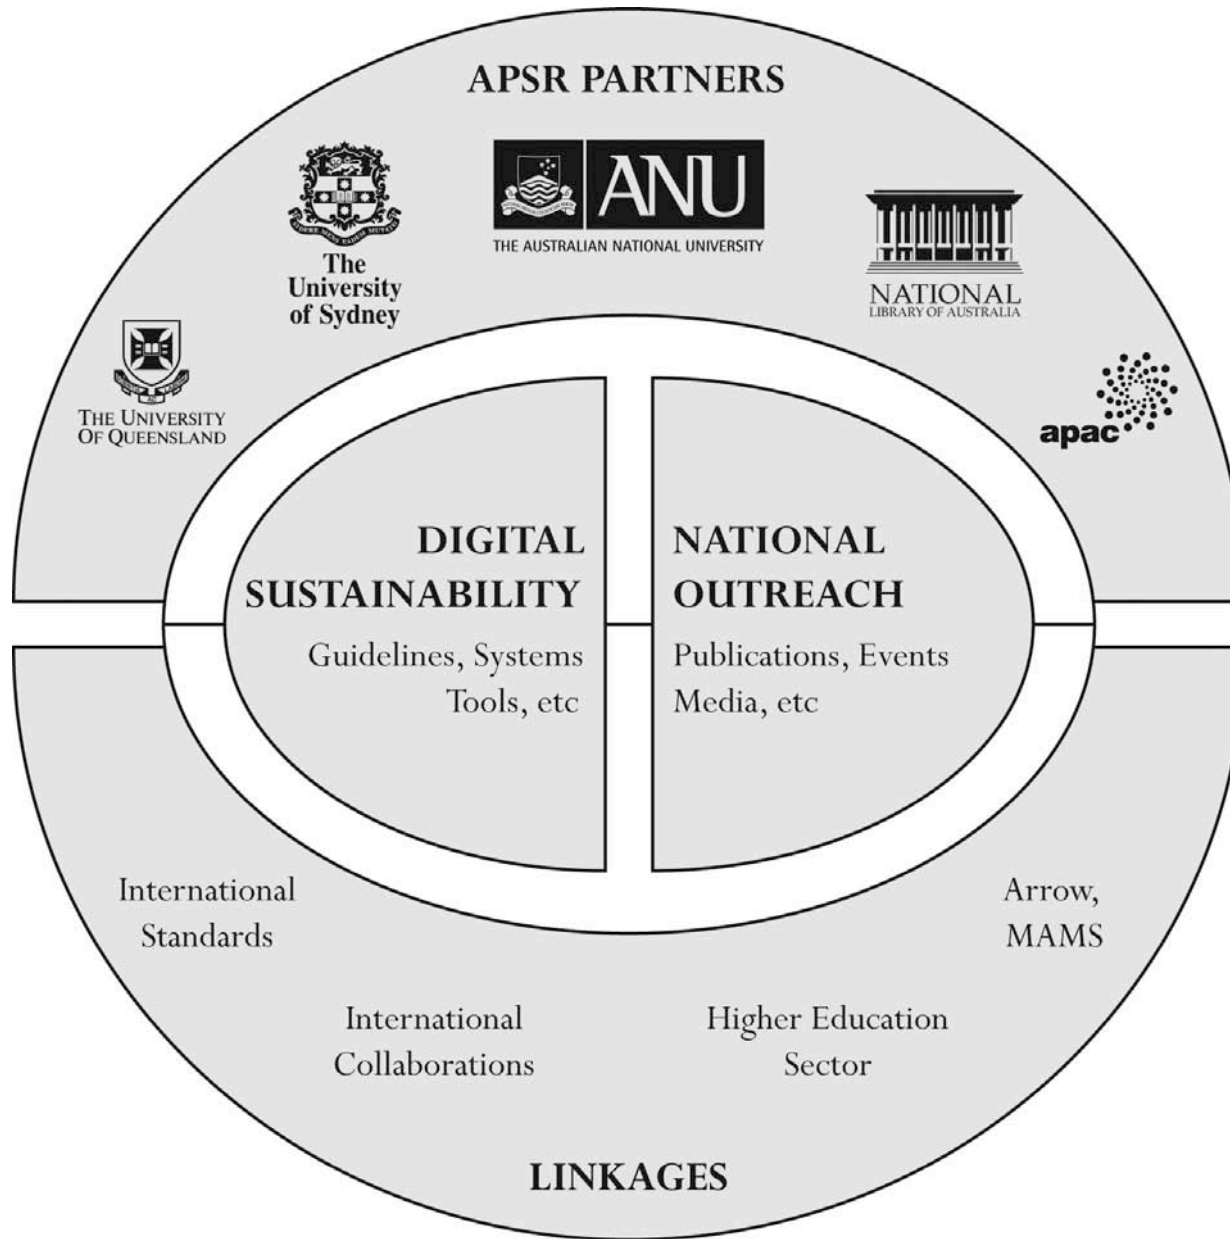 APSR PARTNERS
ANU
THE AUSTRALIAN NATIONAL UNIVERSITY
The
University
of Sydney
NATIONAL
LIBRARY OF AUSTRALIA
THE UNIVERSITY
OF QUEENSLAND
apac
DIGITAL
SUSTAINABILITY
Guidelines, Systems
Tools, etc
NATIONAL
OUTREACH
Publications, Events
Media, etc
International
Standards
International
Collaborations
Higher Education
Sector
Arrow,
MAMS
LINKAGES